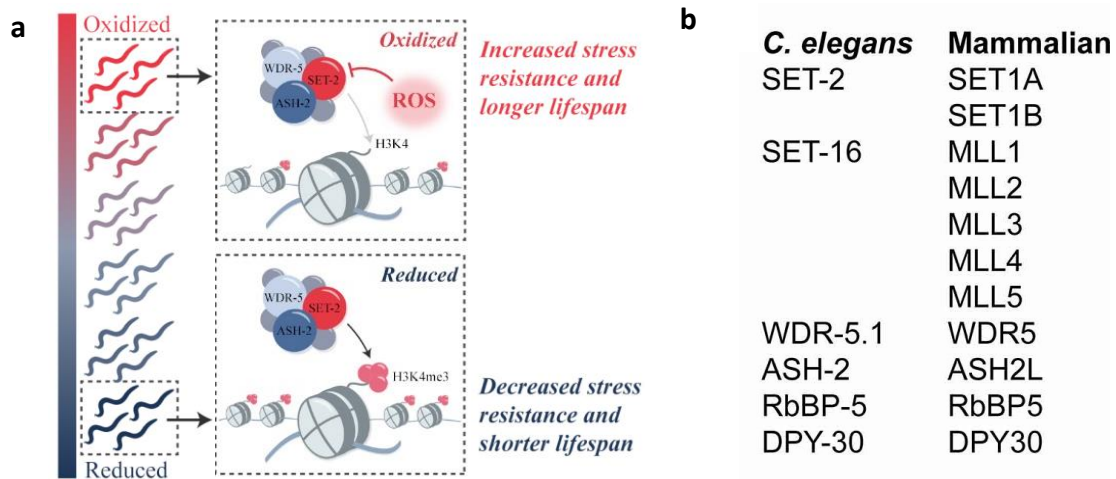 a
Oxidized
Oxidized
WDR-5
SET-2
ASH-2
ROS
H3K4
Increased stress
resistance and
longer lifespan
Reduced
WDR-5
SET-2
ASH-2
H3K4me3
Decreased stress
resistance and
shorter lifespan
Reduced
b
C. elegans Mammalian
SET-2 SET1A
SET1B
SET-16 MLL1
MLL2
MLL3
MLL4
MLL5
WDR-5.1 WDR5
ASH-2 ASH2L
RbBP-5 RbBP5
DPY-30 DPY30